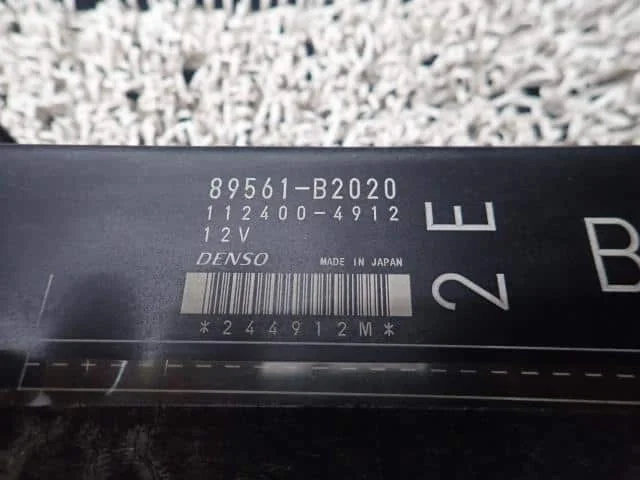 89561-B2020
112400-4912
12V
DENSO MADE IN JAPAN
*244912M*
2E
B